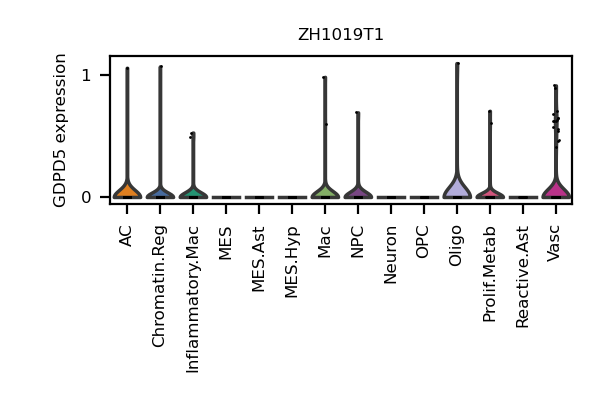 ZH1019T1
GDPD5 expression
1
0
AC
Chromatin.Reg
Inflammatory.Mac
MES
MES.Ast
MES.Hyp
Mac
NPC
Neuron
OPC
Oligo
Prolif.Metab
Reactive.Ast
Vasc